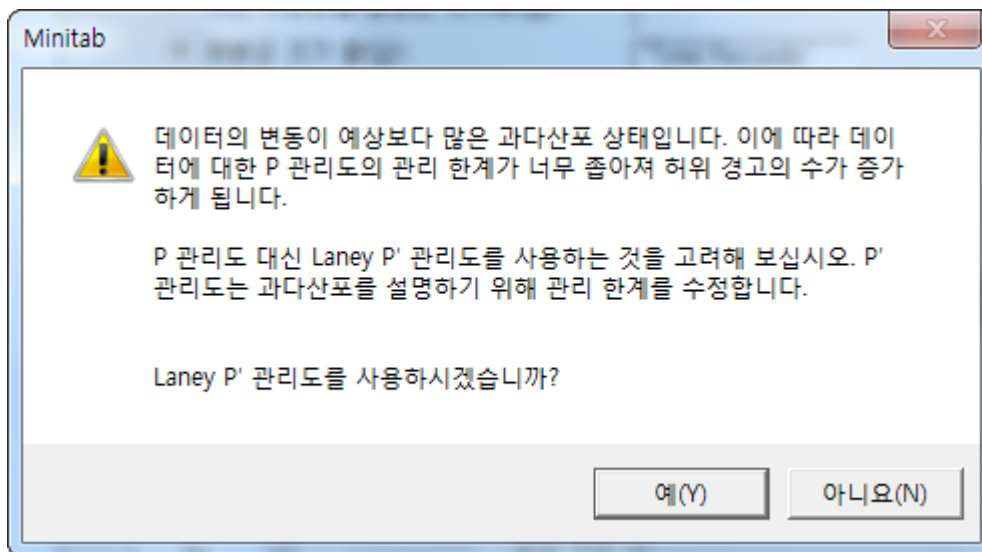 Minitab
데이터의 변동이 예상보다 많은 과다산포 상태입니다. 이에 따라 데이
터에 대한 P 관리도의 관리 한계가 너무 좁아져 허위 경고의 수가 증가
하게 됩니다.
P 관리도 대신 Laney P' 관리도를 사용하는 것을 고려해 보십시오. P'
관리도는 과다산포를 설명하기 위해 관리 한계를 수정합니다.
Laney P' 관리도를 사용하시겠습니까?
예(Y)
아니요(N)